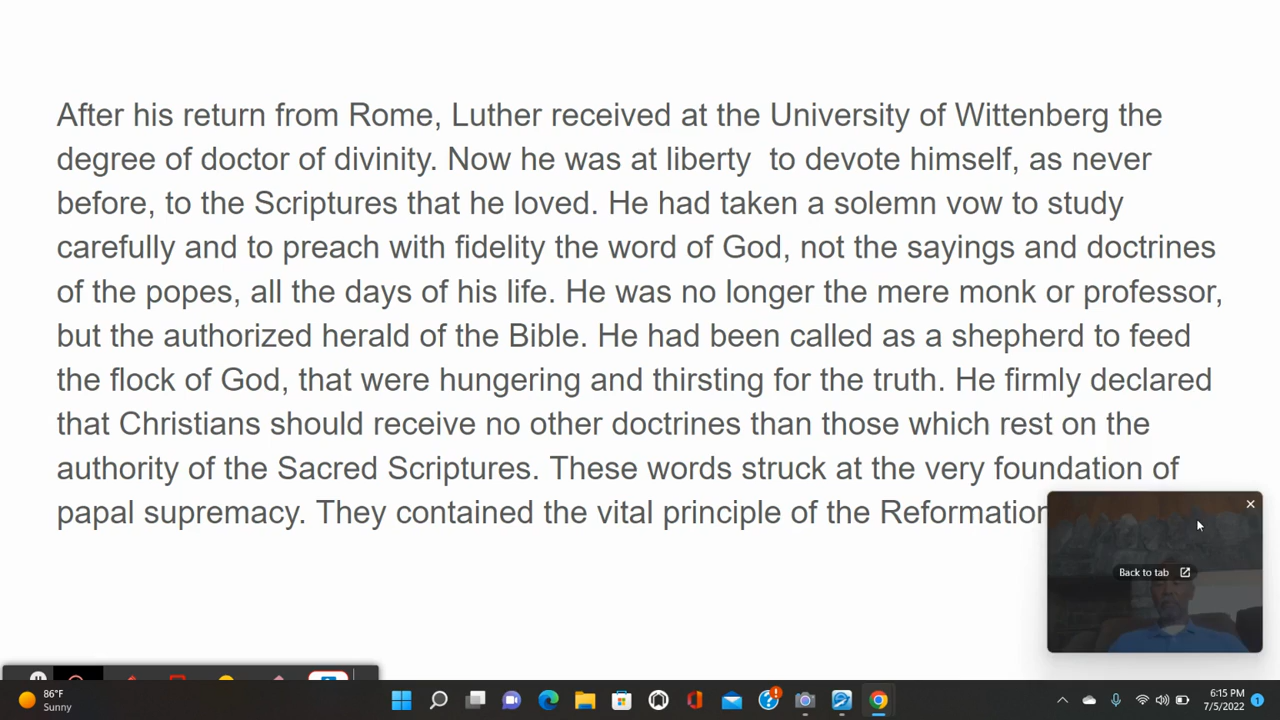 After his return from Rome, Luther received at the University of Wittenberg the
degree of doctor of divinity. Now he was at liberty  to devote himself, as never
before, to the Scriptures that he loved. He had taken a solemn vow to study
carefully and to preach with fidelity the word of God, not the sayings and doctrines
of the popes, all the days of his life. He was no longer the mere monk or professor,
but the authorized herald of the Bible. He had been called as a shepherd to feed
the flock of God, that were hungering and thirsting for the truth. He firmly declared
that Christians should receive no other doctrines than those which rest on the
authority of the Sacred Scriptures. These words struck at the very foundation of
papal supremacy. They contained the vital principle of the Reformation
Back to tab
86°F
Sunny
6:15 PM
7/5/2022
1